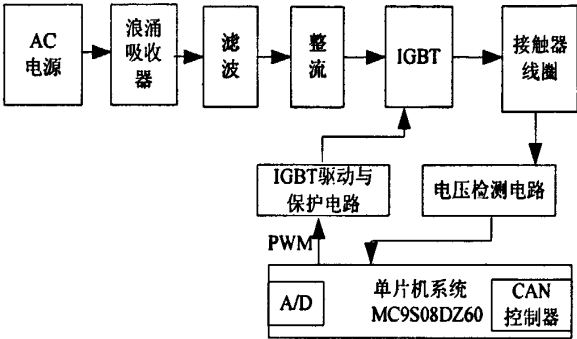 AC
电源
浪涌
吸收
器
滤
波
整
流
IGBT
接触器
线圈
IGBT驱动与
保护电路
电压检测电路
PWM
A/D
单片机系统
MC9S08DZ60
CAN
控制器